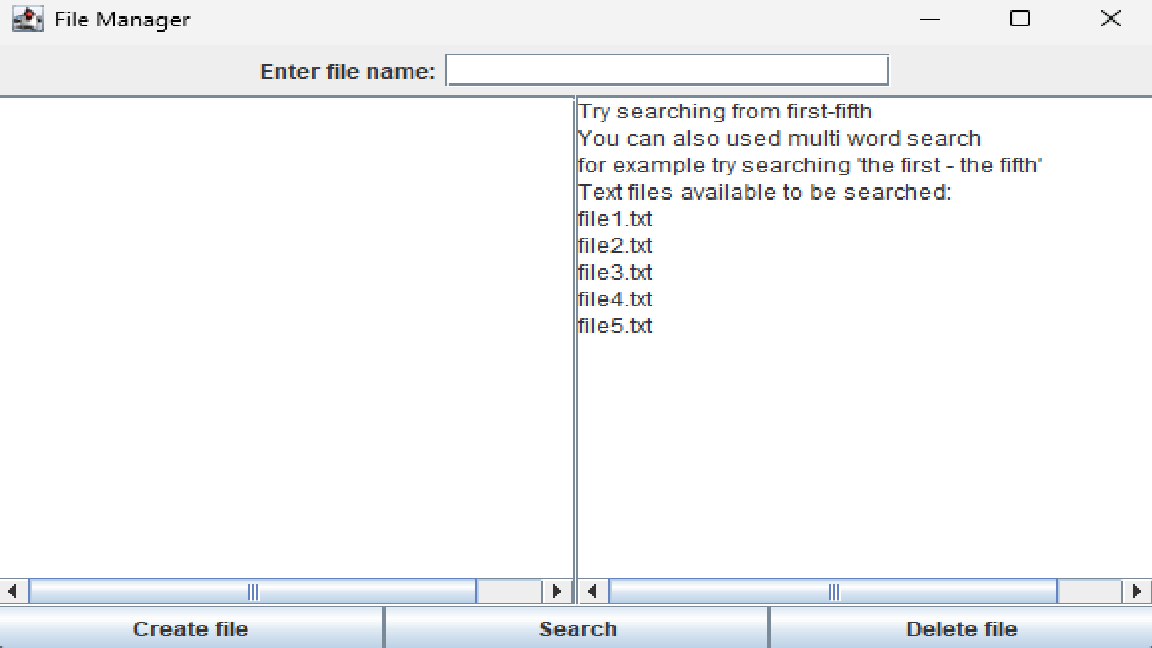 File Manager
Enter file name:
Try searching from first-fifth
You can also used multi word search
for example try searching 'the first - the fifth'
Text files available to be searched:
file1.txt
file2.txt
file3.txt
file4.txt
file5.txt
Create file
Search
Delete file